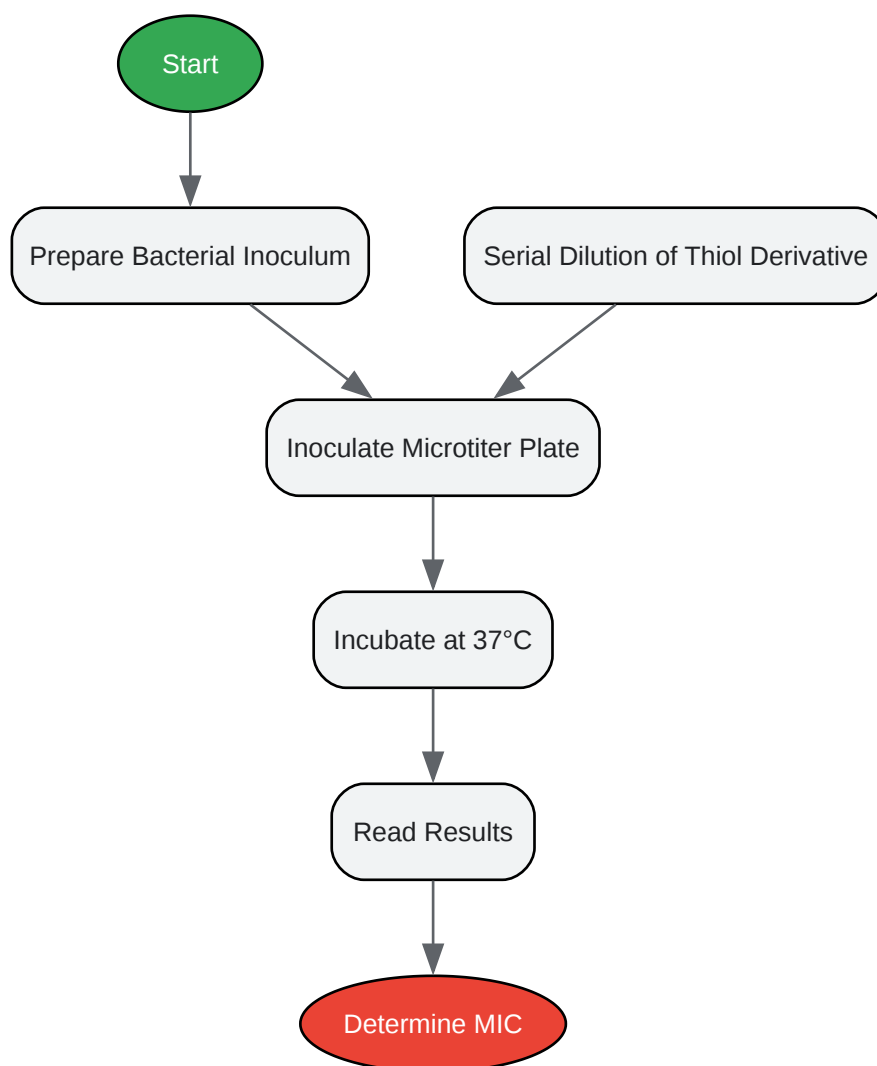 Start
Prepare Bacterial Inoculum
Serial Dilution of Thiol Derivative
Inoculate Microtiter Plate
Incubate at 37°C
Read Results
Determine MIC